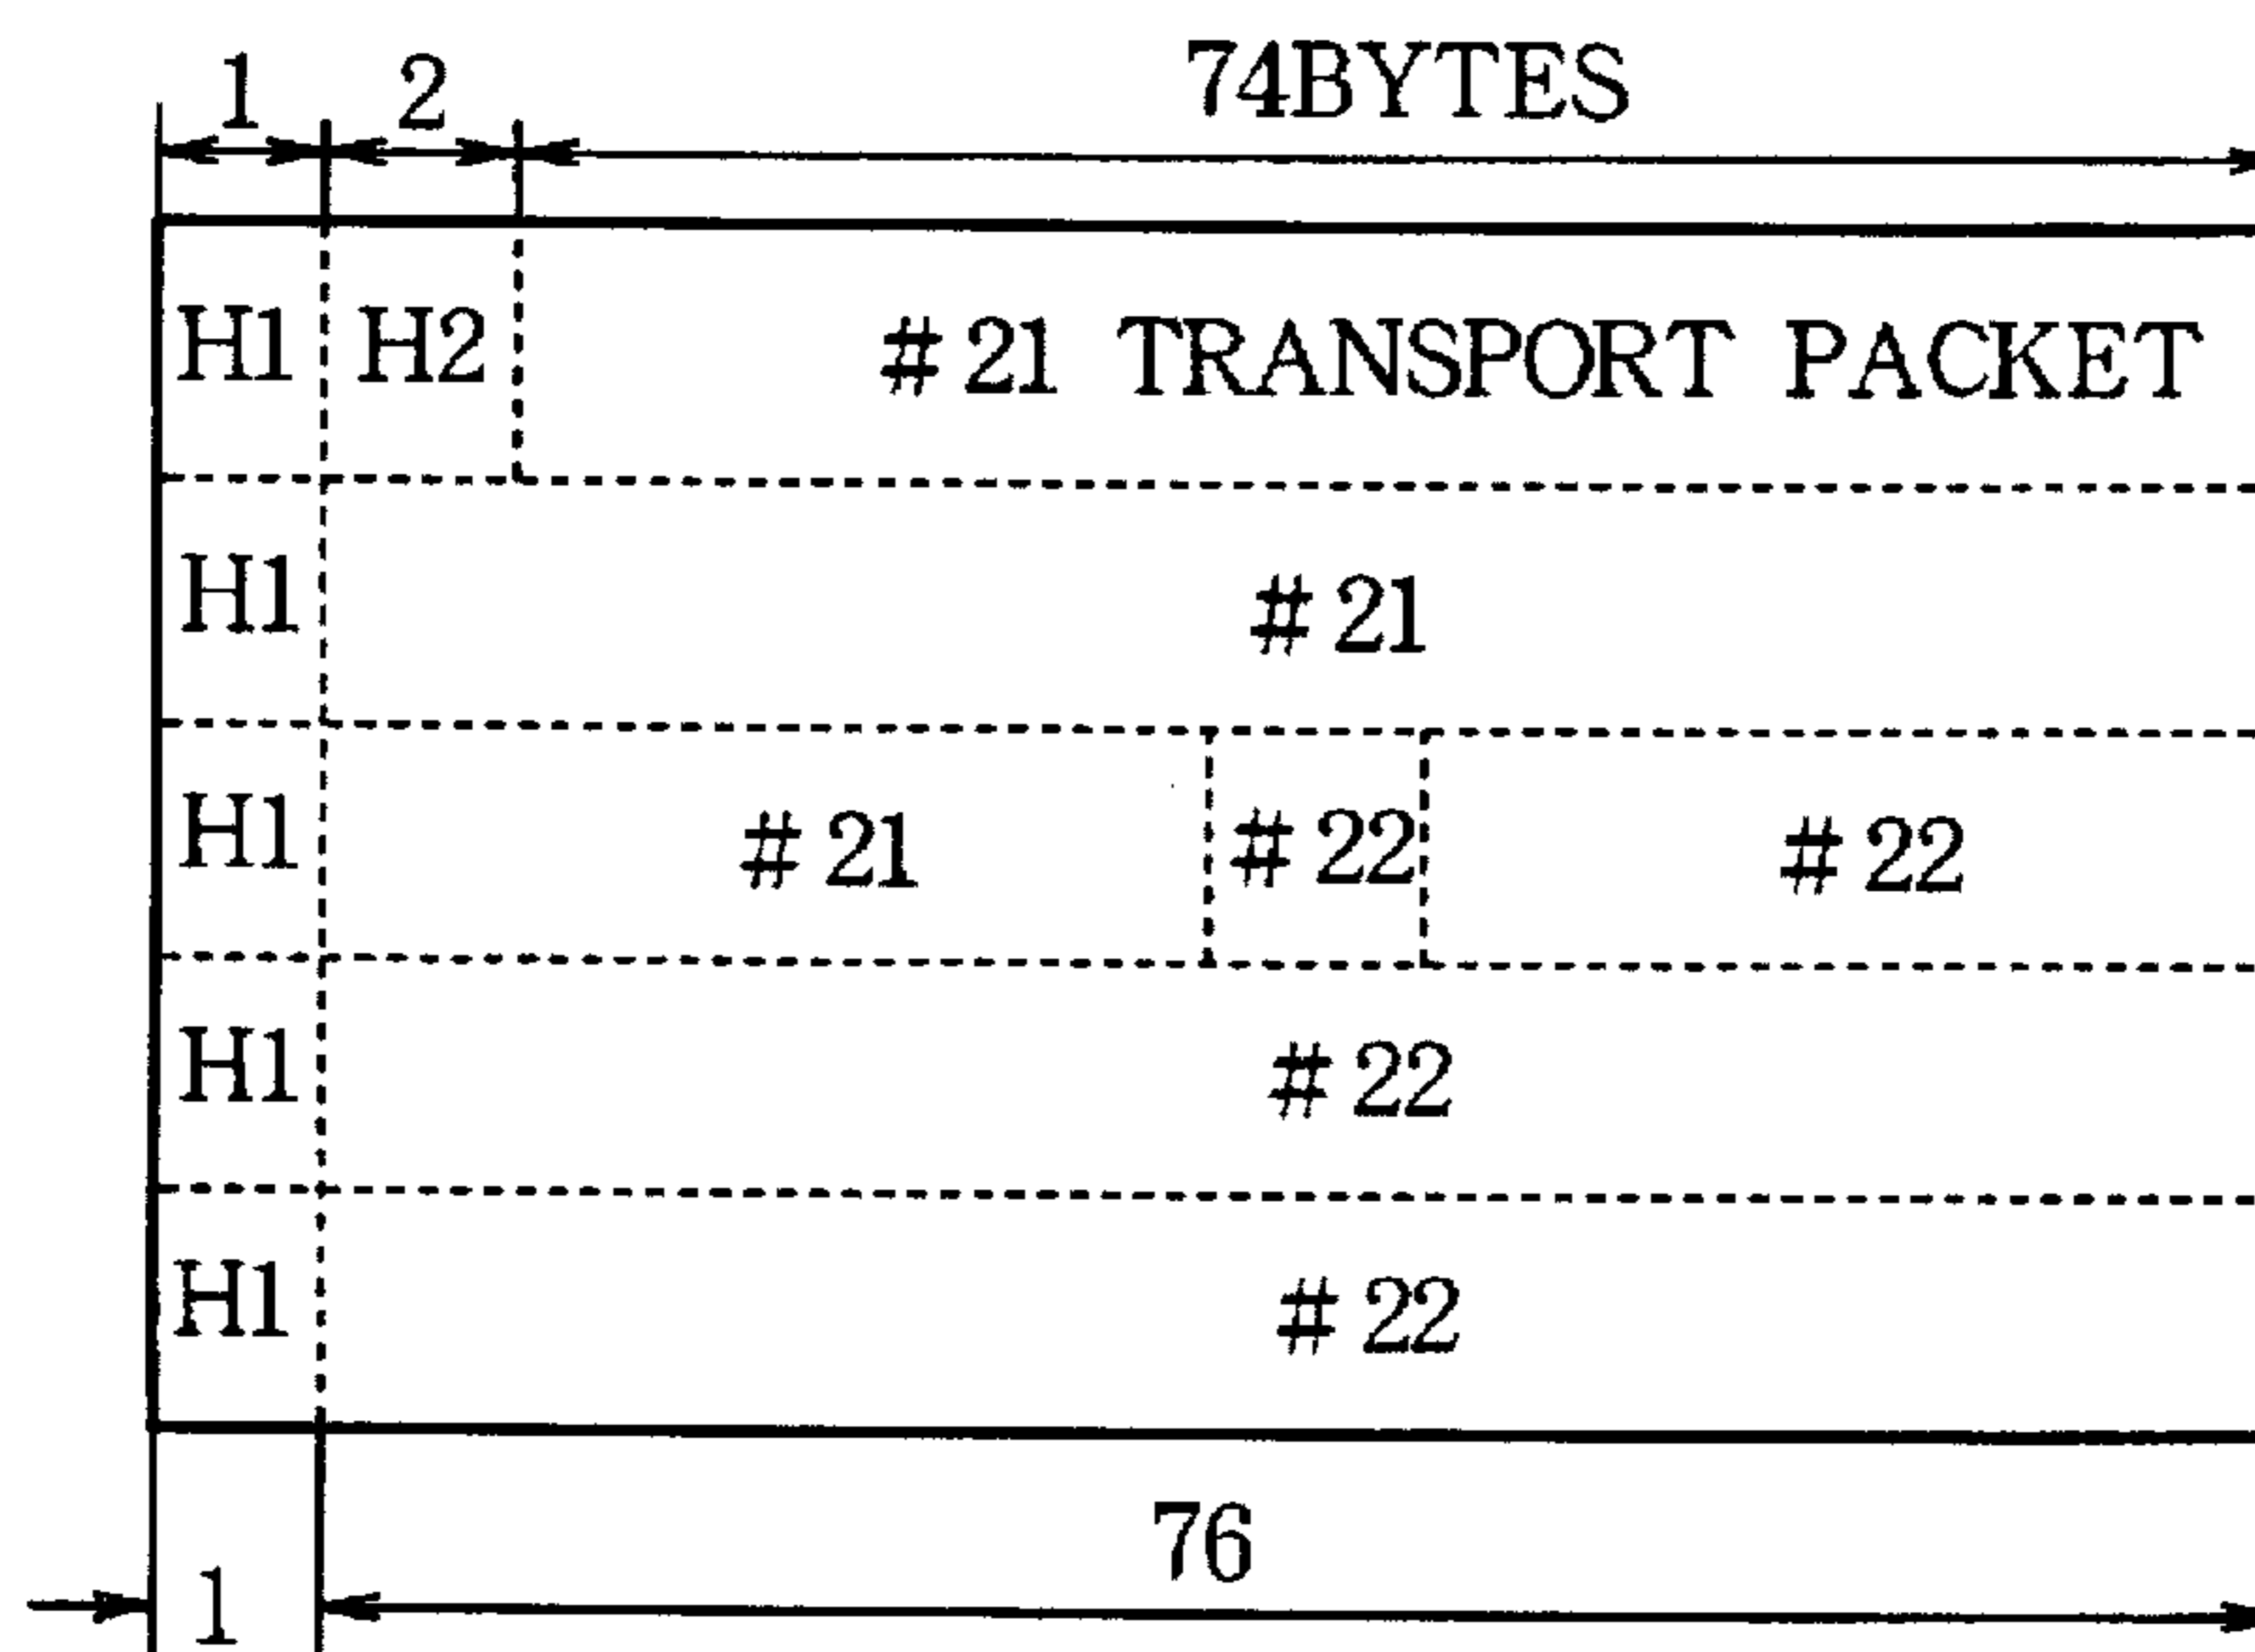 1 2 74BYTES
H1 H2 #21 TRANSPORT PACKET
H1 #21
H1 #21 #22 #22
H1 #22
H1 #22
76
1